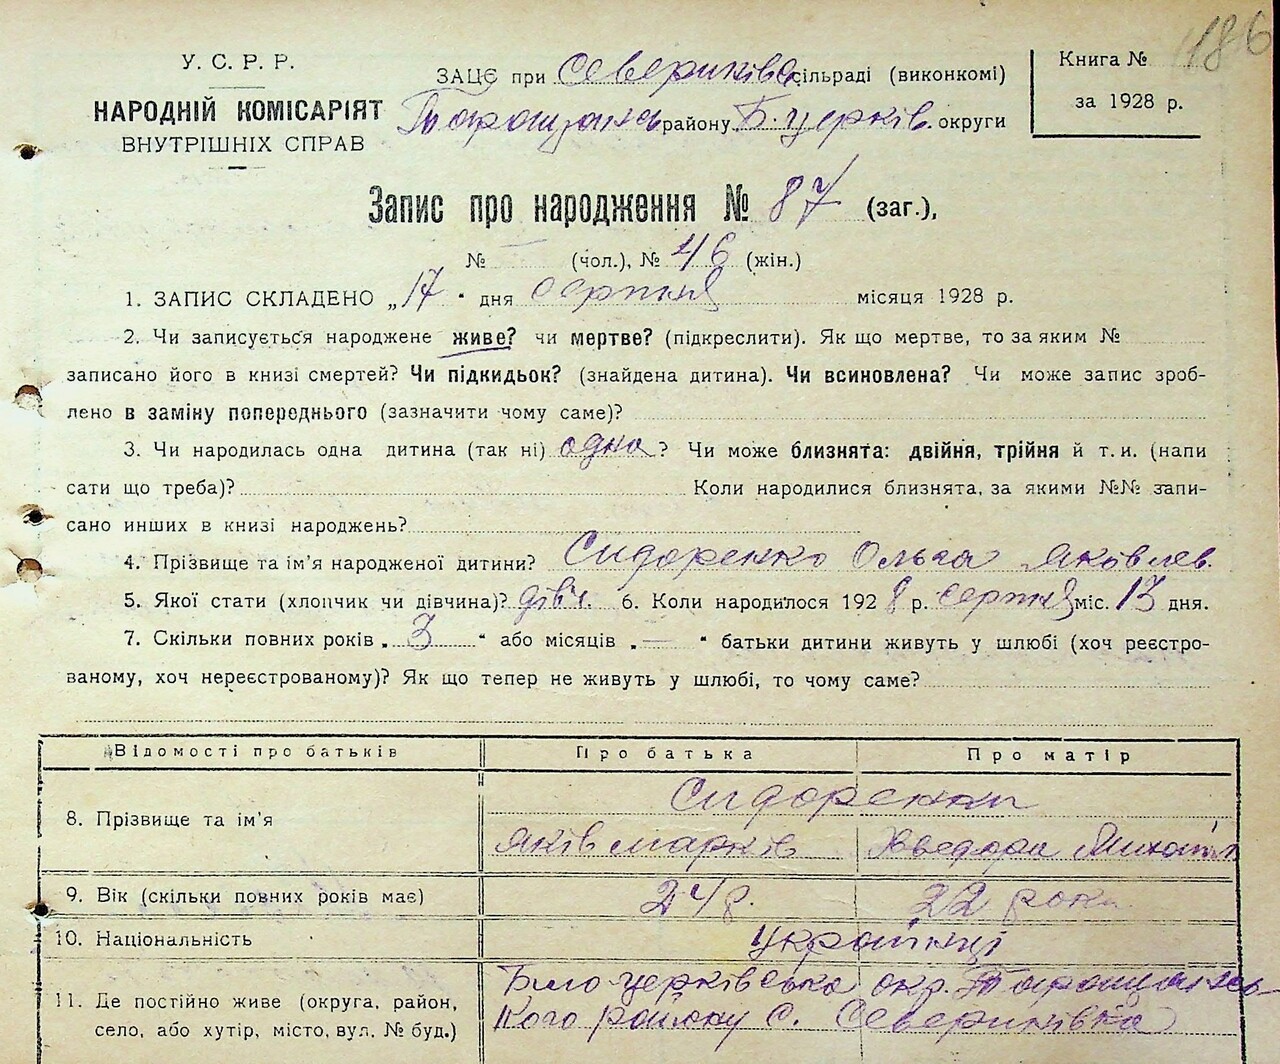 186
У. С. Р. Р.
НАРОДНІЙ КОМІСАРІЯТ
ВНУТРІШНІХ СПРАВ
ЗАЦЄ при Севериківс. сільраді (виконкомі)
Таращансь району Б. церків. округи
Книга №
за 1928 р.
Запис про народження № 87 (заг.),
№ — (чол.), № 46 (жін.)
1. ЗАПИС СКЛАДЕНО „17" дня серпня місяця 1928 р.
2. Чи записується народжене живе? чи мертве? (підкреслити). Як що мертве, то за яким №
записано його в книзі смертей? Чи підкидьок? (знайдена дитина). Чи всиновлена? Чи може запис зроб-
лено в заміну попереднього (зазначити чому саме)?
3. Чи народилась одна дитина (так ні) одна? Чи може близнята: двійня, трійня й т. и. (напи
сати що треба)? Коли народилися близнята, за якими №№ запи-
сано инших в книзі народжень?
4. Прізвище та ім'я народженої дитини? Сидоренко Ольга Яковлев.
5. Якої стати (хлопчик чи дівчина)? дівч. 6. Коли народилося 1928 р. серпня міс. 13 дня.
7. Скільки повних років „3" або місяців „—" батьки дитини живуть у шлюбі (хоч реєстро-
ваному, хоч нереєстрованому)? Як що тепер не живуть у шлюбі, то чому саме?
Відомості про батьків Про батька Про матір
Сидоренки
8. Прізвище та ім'я Яків Марків Хведора Михайл
9. Вік (скільки повних років має) 24 р. 22 роки
10. Національність Українці
11. Де постійно живе (округа, район,
село, або хутір, місто, вул. № буд.)
Біло-церківська окр. Таращансь-
кого району С. Севериківка